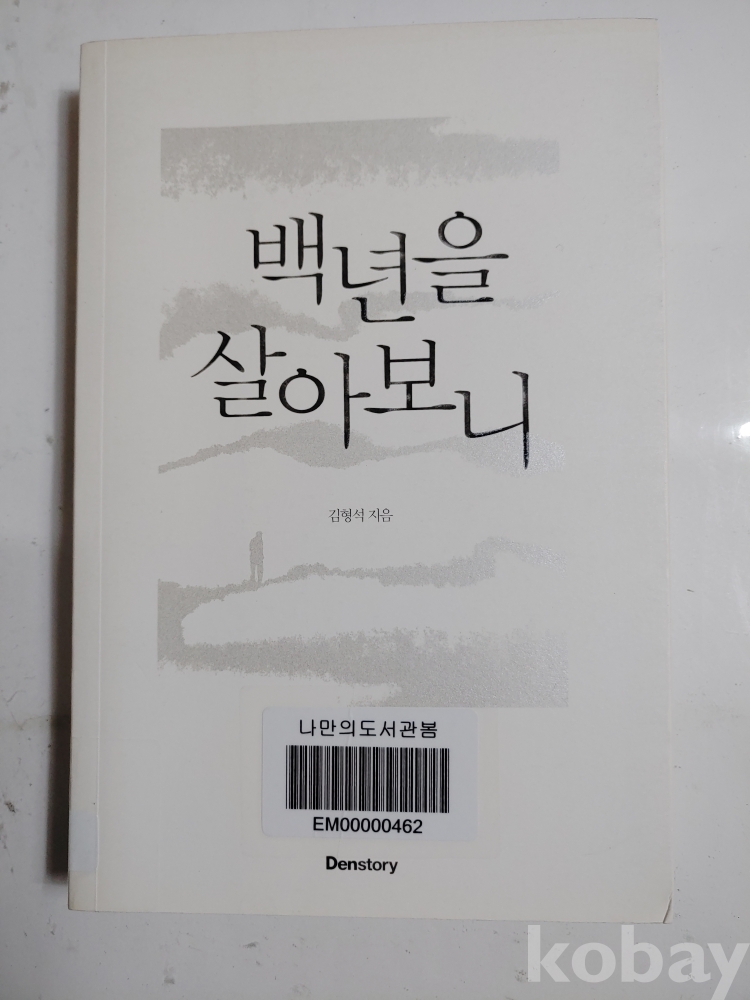 백년을
살아보니
김형석 지음
나만의도서관봄
EM00000462
Denstory
kobay